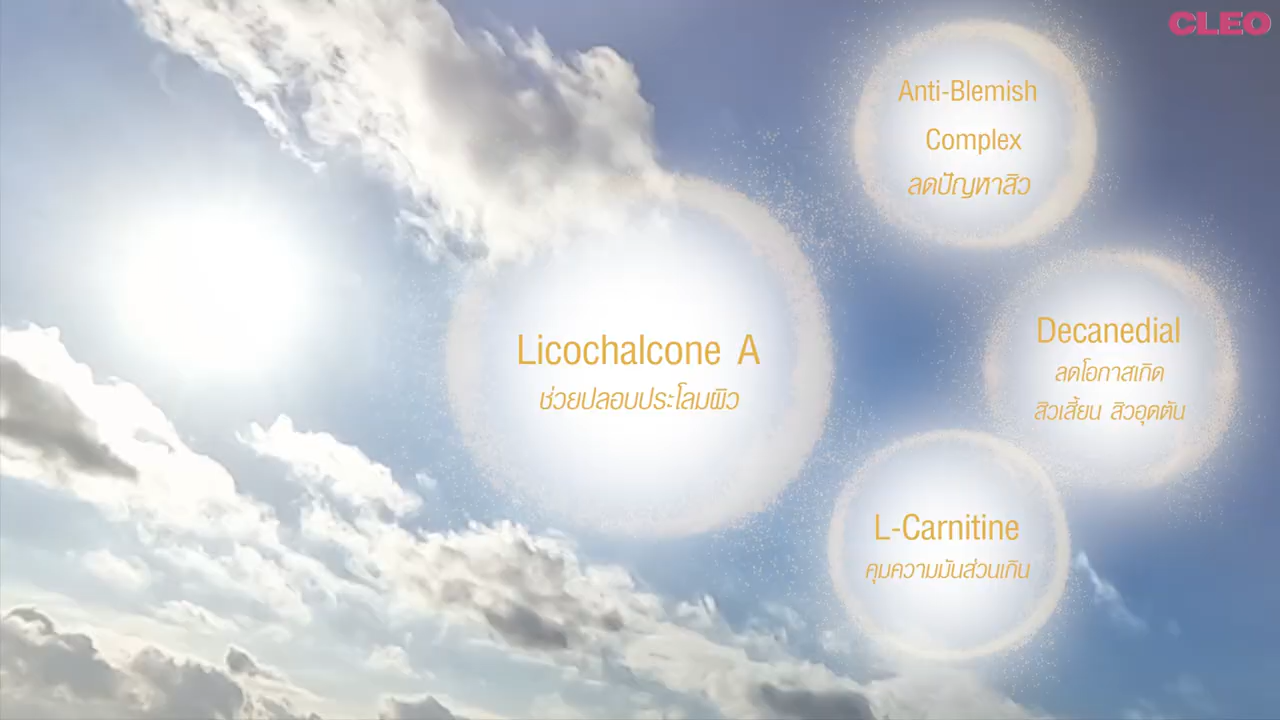 CLEO
Anti-Blemish
Complex
ลดปัญหาสิว
Licochalcone A
ช่วยปลอบประโลมผิว
Decanedial
ลดโอกาสเกิด
สิวเสี้ยน สิวอุดตัน
L-Carnitine
คุมความมันส่วนเกิน